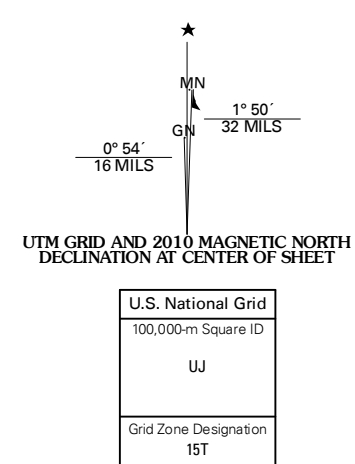 ★
MN
1° 50´
32 MILS
GN
0° 54´
16 MILS
UTM GRID AND 2010 MAGNETIC NORTH
DECLINATION AT CENTER OF SHEET
U.S. National Grid
100,000-m Square ID
UJ
Grid Zone Designation
15T